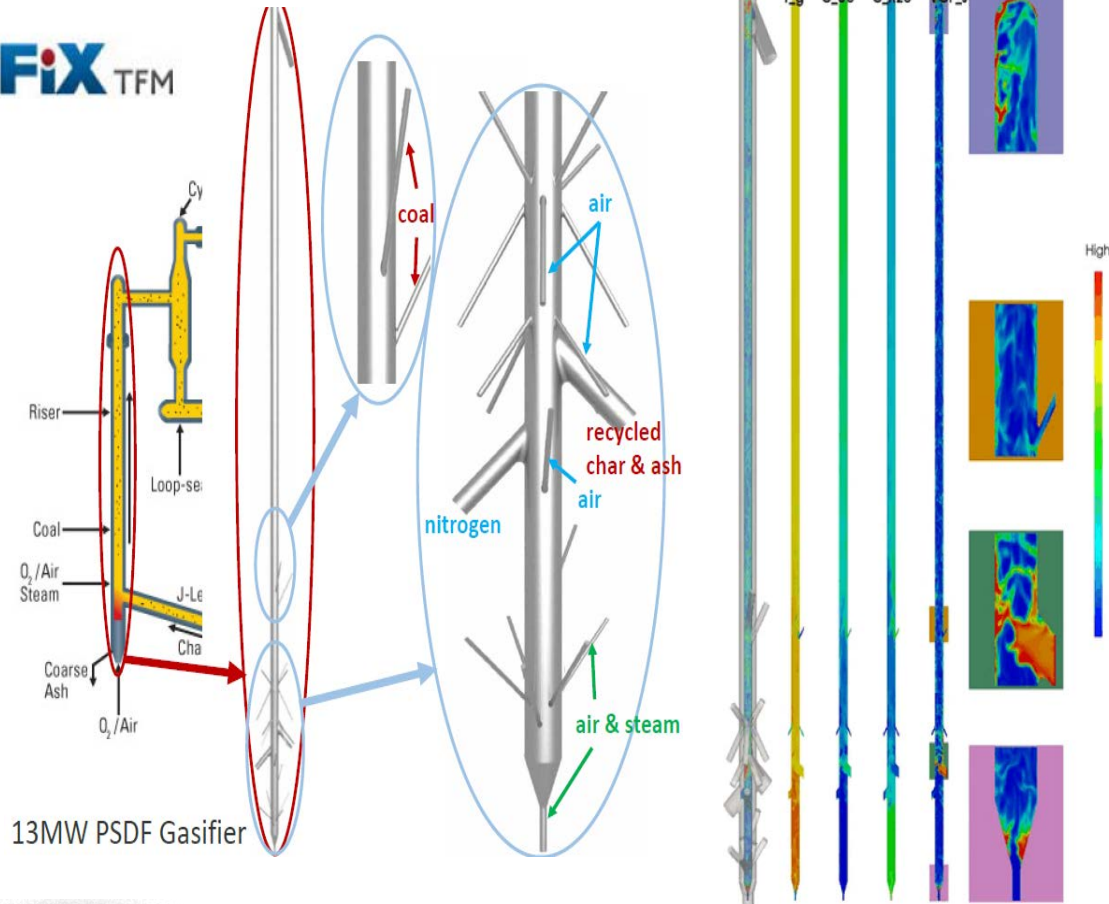 FiX TFM
Cy
Riser
Loop-se
Coal
O2/Air
Steam
J-Le
Cha
Coarse
Ash
O2/Air
13MW PSDF Gasifier
coal
air
recycled
char & ash
air
nitrogen
air & steam
High